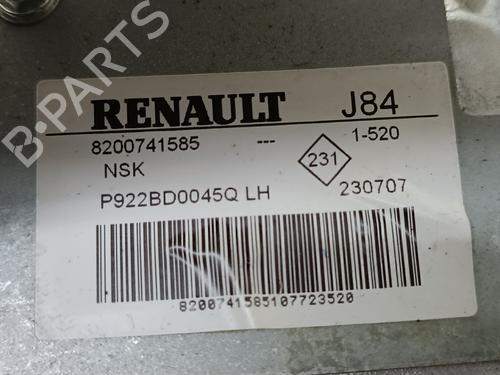 RENAULT J84
8200741585 --- 1-520
NSK 231
P922BD0045Q LH 230707
8200741585107723520
B-PARTS